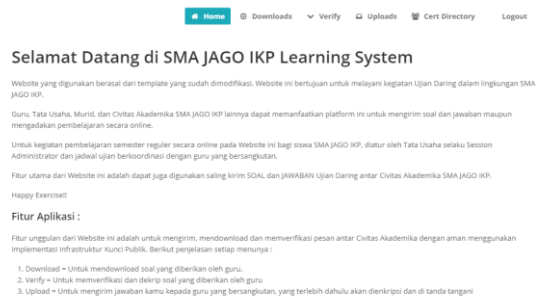 Home Downloads Verify Uploads Cert Directory Logout
Selamat Datang di SMA JAGO IKP Learning System
Website yang digunakan berasal dari template yang sudah dimodifikasi. Website ini bertujuan untuk melayani kegiatan Ujian Daring dalam lingkungan SMA
JAGO IKP.
Guru, Tata Usaha, Murid, dan Civitas Akademika SMA JAGO IKP lainnya dapat memanfaatkan platform ini untuk mengirim soal dan jawaban maupun
mengadakan pembelajaran secara online.
Untuk kegiatan pembelajaran semester reguler secara online pada Website ini bagi siswa SMA JAGO IKP, diatur oleh Tata Usaha selaku Session
Administrator dan jadwal ujian berkoordinasi dengan guru yang bersangkutan.
Fitur utama dari Website ini adalah dapat juga digunakan saling kirim SOAL dan JAWABAN Ujian Daring antar Civitas Akademika SMA JAGO IKP.
Happy Exercise!!
Fitur Aplikasi :
Fitur unggulan dari Website ini adalah untuk mengirim, mendownload dan memverifikasi pesan antar Civitas Akademika dengan aman menggunakan
implementasi Infrastruktur Kunci Publik. Berikut penjelasan setiap menunya :
1. Download = Untuk mendownload soal yang diberikan oleh guru.
2. Verify = Untuk memverifikasi dan dekrip soal yang diberikan oleh guru
3. Upload = Untuk mengirim jawaban kamu kepada guru yang bersangkutan, yang terlebih dahulu akan dienkripsi dan di tanda tangani